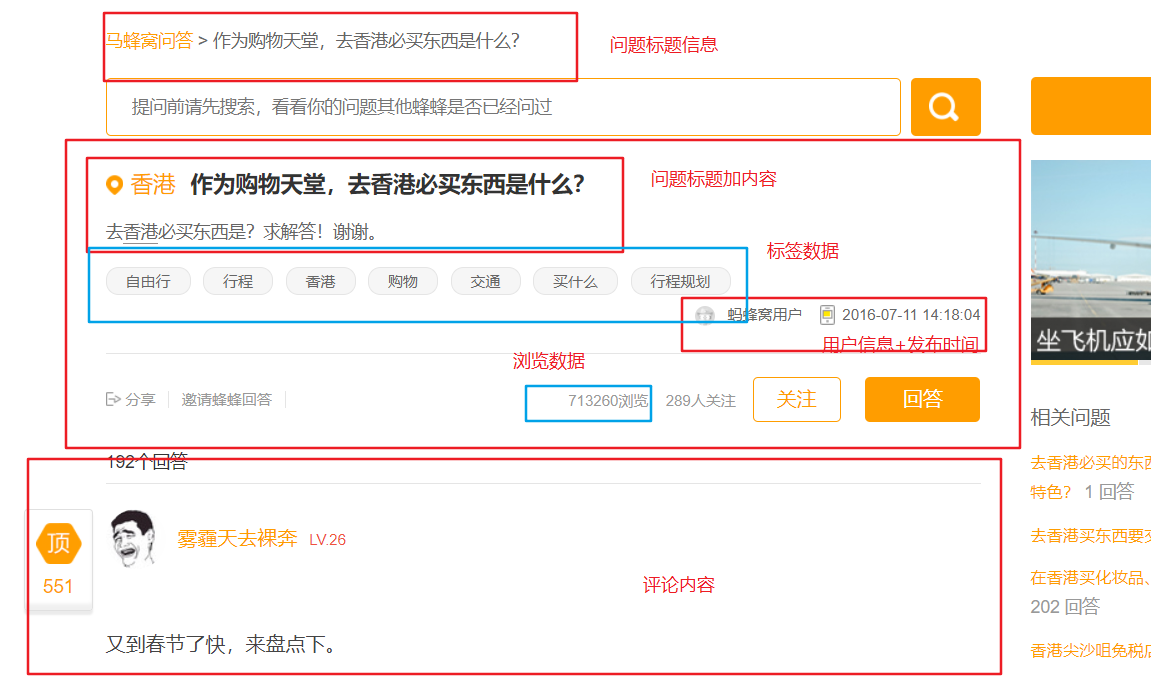 马蜂窝问答 > 作为购物天堂，去香港必买东西是什么？
问题标题信息
提问前请先搜索，看看你的问题其他蜂蜂是否已经问过
香港 作为购物天堂，去香港必买东西是什么？
问题标题加内容
去香港必买东西是？求解答！谢谢。
标签数据
自由行 行程 香港 购物 交通 买什么 行程规划
蚂蜂窝用户 2016-07-11 14:18:04
用户信息+发布时间
坐飞机应如
浏览数据
分享 邀请蜂蜂回答 713260浏览 289人关注 关注 回答
相关问题
192个回答
去香港必买的东西
特色？ 1 回答
顶
551
雾霾天去裸奔 LV.26
去香港买东西要交
评论内容
在香港买化妆品、
202 回答
又到春节了快，来盘点下。
香港尖沙咀免税店